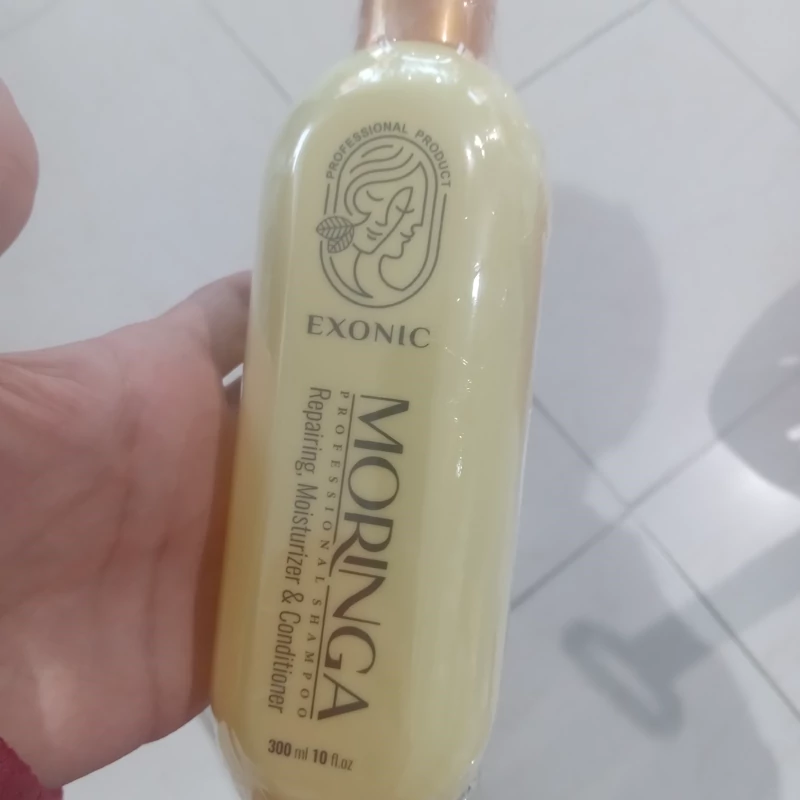 PROFESSIONAL PRODUCT
EXONIC
MORINGA
PROFESSIONAL SHAMPOO
Repairing, Moisturizer & Conditioner
300 ml 10 fl.oz